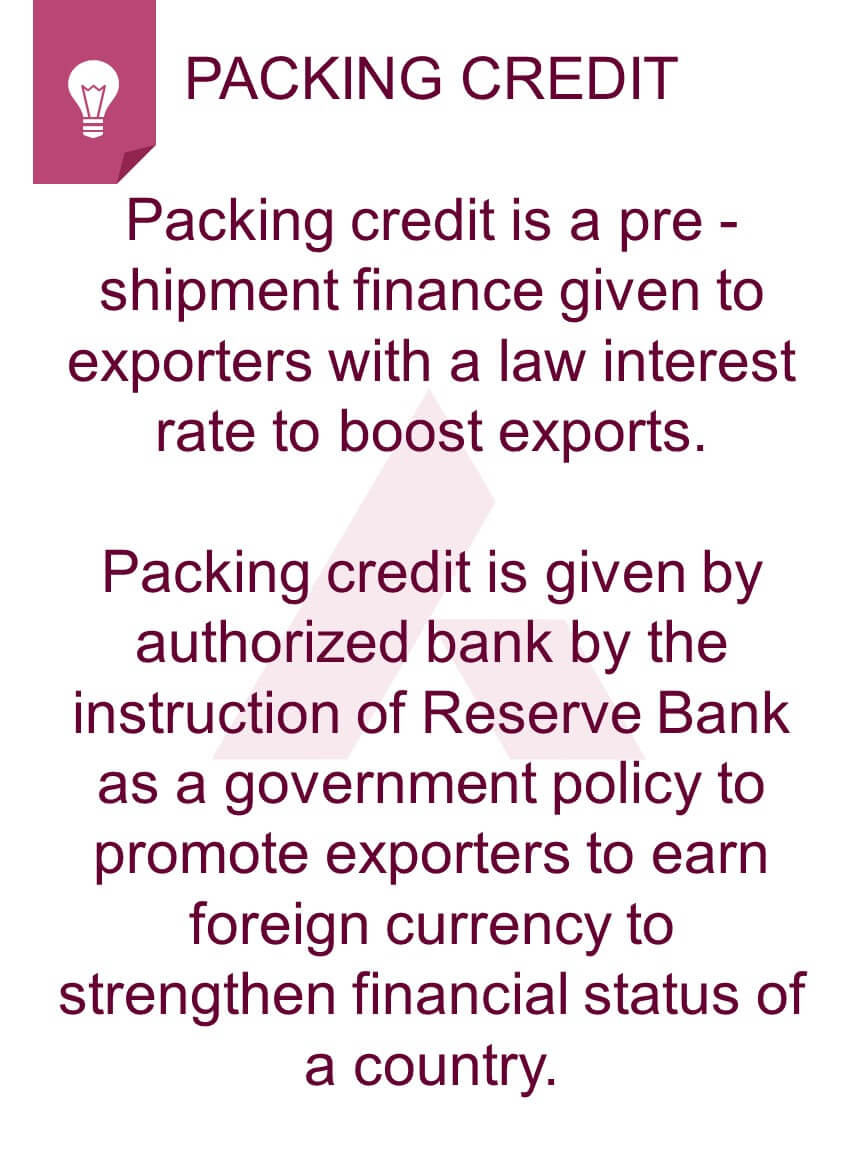 PACKING CREDIT
Packing credit is a pre -
shipment finance given to
exporters with a law interest
rate to boost exports.
Packing credit is given by
authorized bank by the
instruction of Reserve Bank
as a government policy to
promote exporters to earn
foreign currency to
strengthen financial status of
a country.